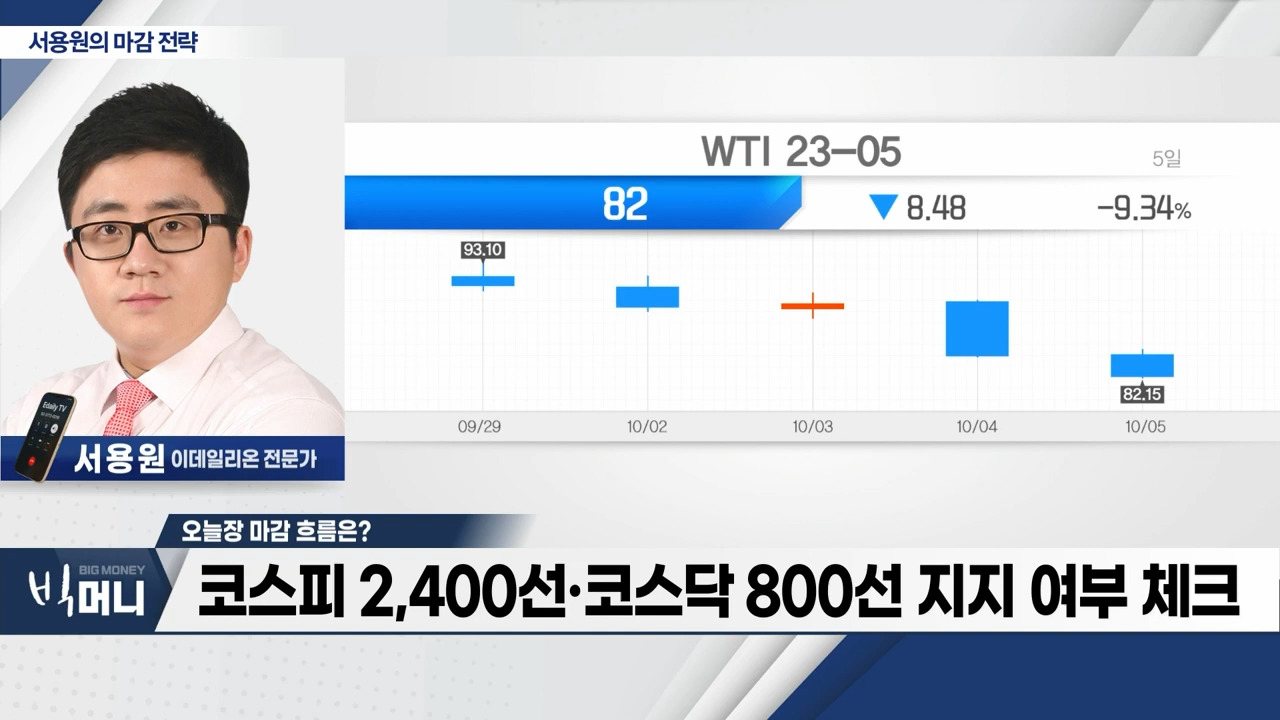 서용원의 마감 전략
WTI 23-05
5일
82
▼ 8.48
-9.34%
93.10
82.15
09/29
10/02
10/03
10/04
10/05
Edaily TV
서용원 이데일리온 전문가
오늘장 마감 흐름은?
BIG MONEY
빅머니
코스피 2,400선·코스닥 800선 지지 여부 체크